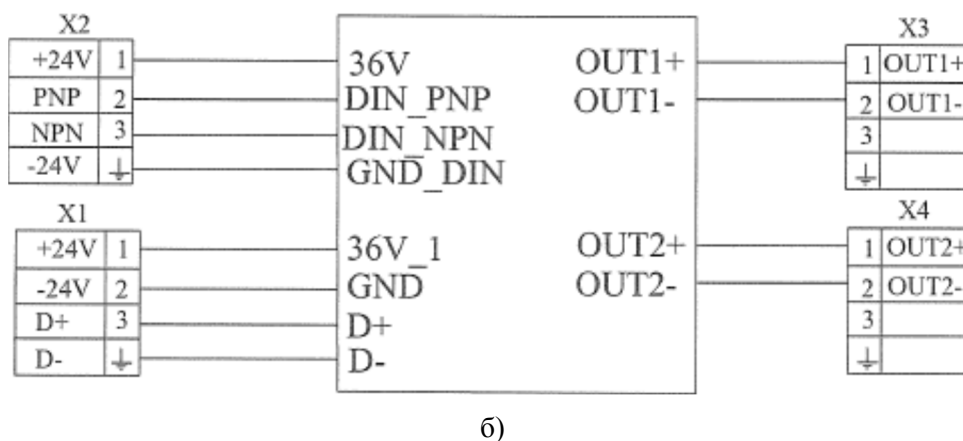 X2
+24V 1
PNP 2
NPN 3
-24V
X1
+24V 1
-24V 2
D+ 3
D-
36V
DIN_PNP
DIN_NPN
GND_DIN
36V_1
GND
D+
D-
OUT1+
OUT1-
OUT2+
OUT2-
X3
1 OUT1+
2 OUT1-
3
X4
1 OUT2+
2 OUT2-
3
б)